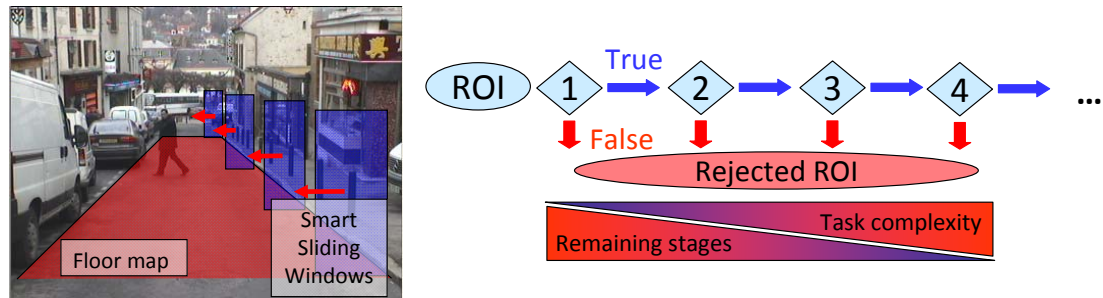 Floor map
Smart
Sliding
Windows
ROI
1
True
2
3
4
...
False
Rejected ROI
Task complexity
Remaining stages